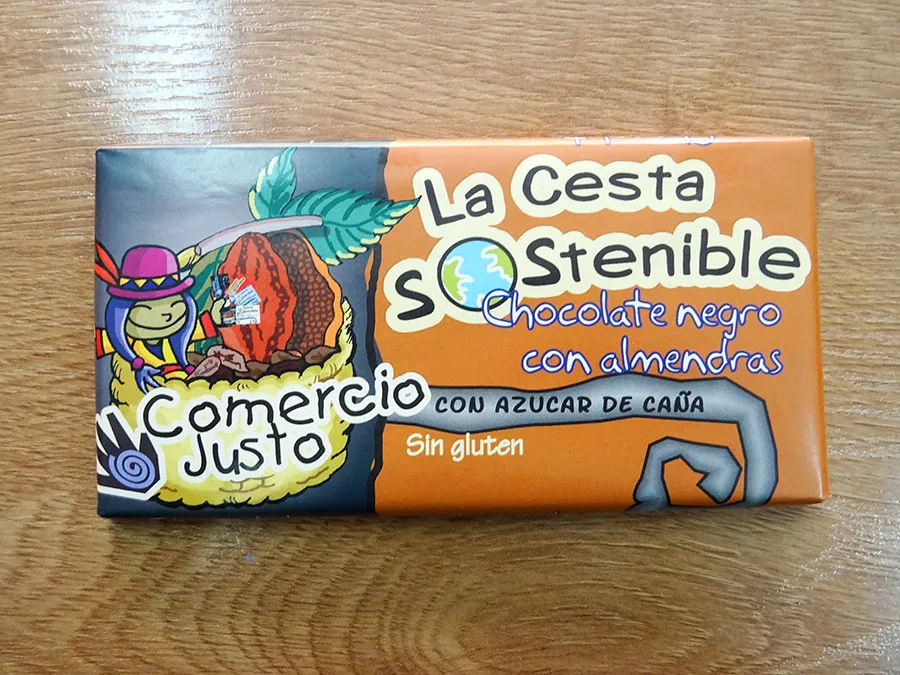 La Cesta
SOStenible
Chocolate negro
con almendras
Comercio
Justo
CON AZUCAR DE CAÑA
Sin gluten